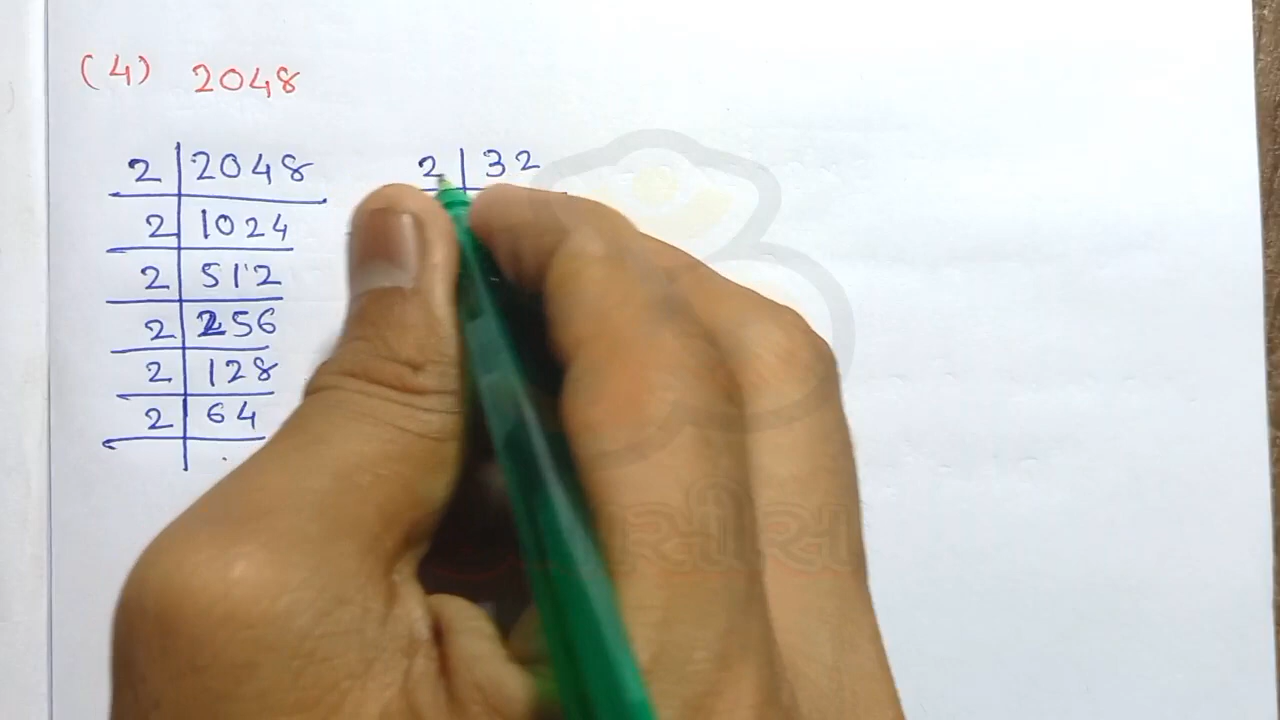 (4) 2048
2 | 2048
2 | 1024
2 | 512
2 | 256
2 | 128
2 | 64
2 | 32